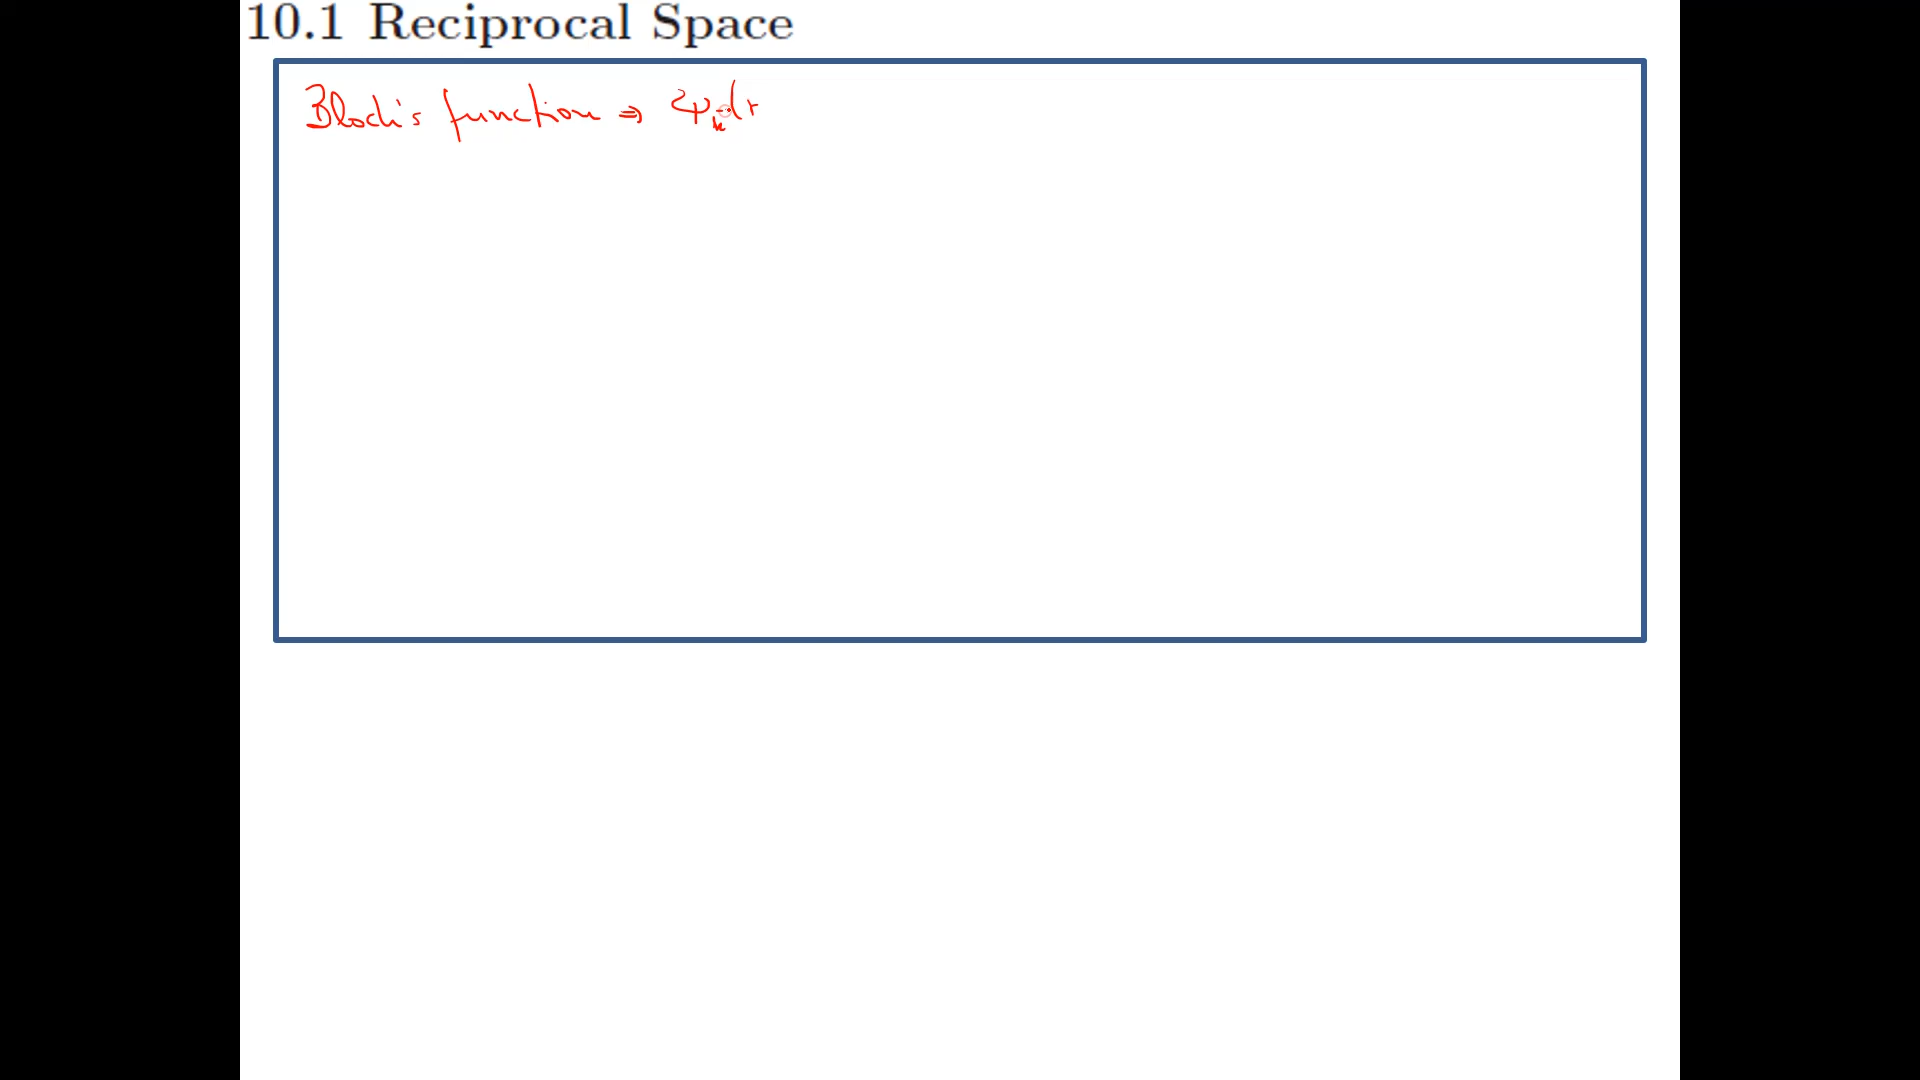 10.1 Reciprocal Space
Bloch's function ⇒ ψk(r